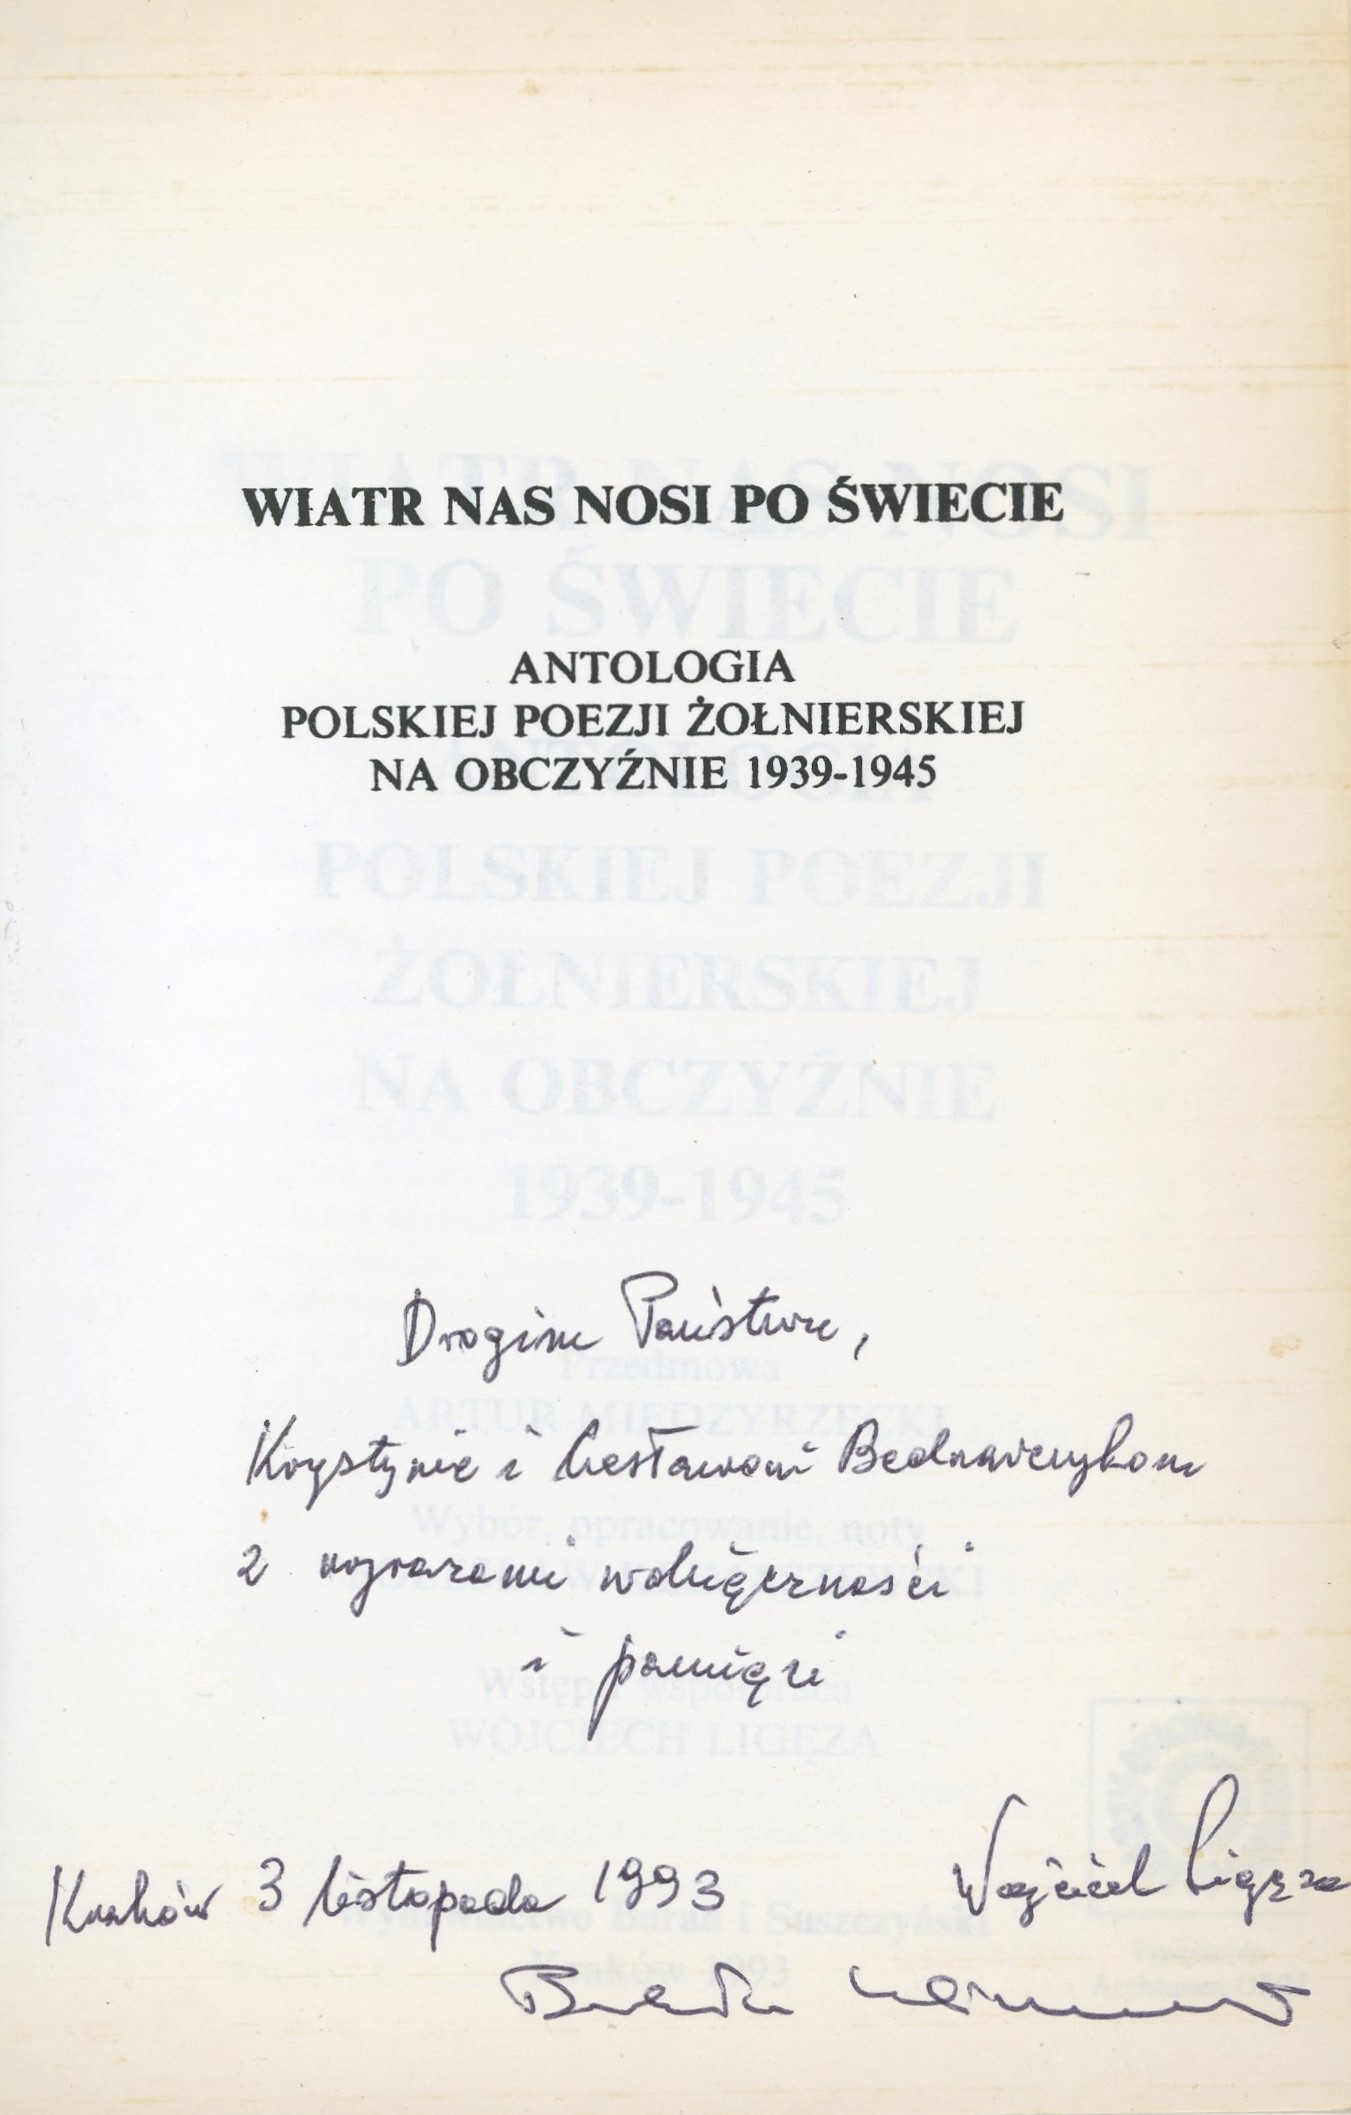 WIATR NAS NOSI PO ŚWIECIE
ANTOLOGIA
POLSKIEJ POEZJI ŻOŁNIERSKIEJ
NA OBCZYŹNIE 1939-1945
Drogim Państwu,
Krystynie i Czesławowi Bednarczykom
z wyrazami wdzięczności
i pamięci
Kraków 3 listopada 1993
Wojciech Ligęza